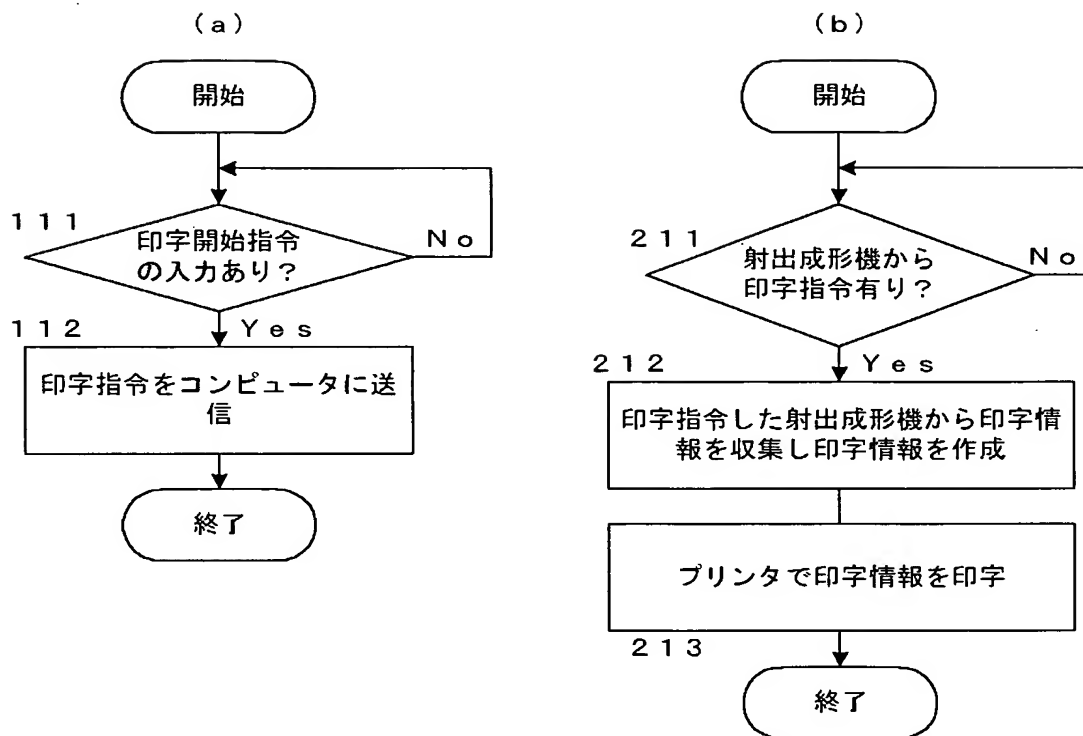 (a)
開始
111
印字開始指令
の入力あり？
No
112
Yes
印字指令をコンピュータに送
信
終了
(b)
開始
211
射出成形機から
印字指令有り？
No
212
Yes
印字指令した射出成形機から印字情
報を収集し印字情報を作成
プリンタで印字情報を印字
213
終了